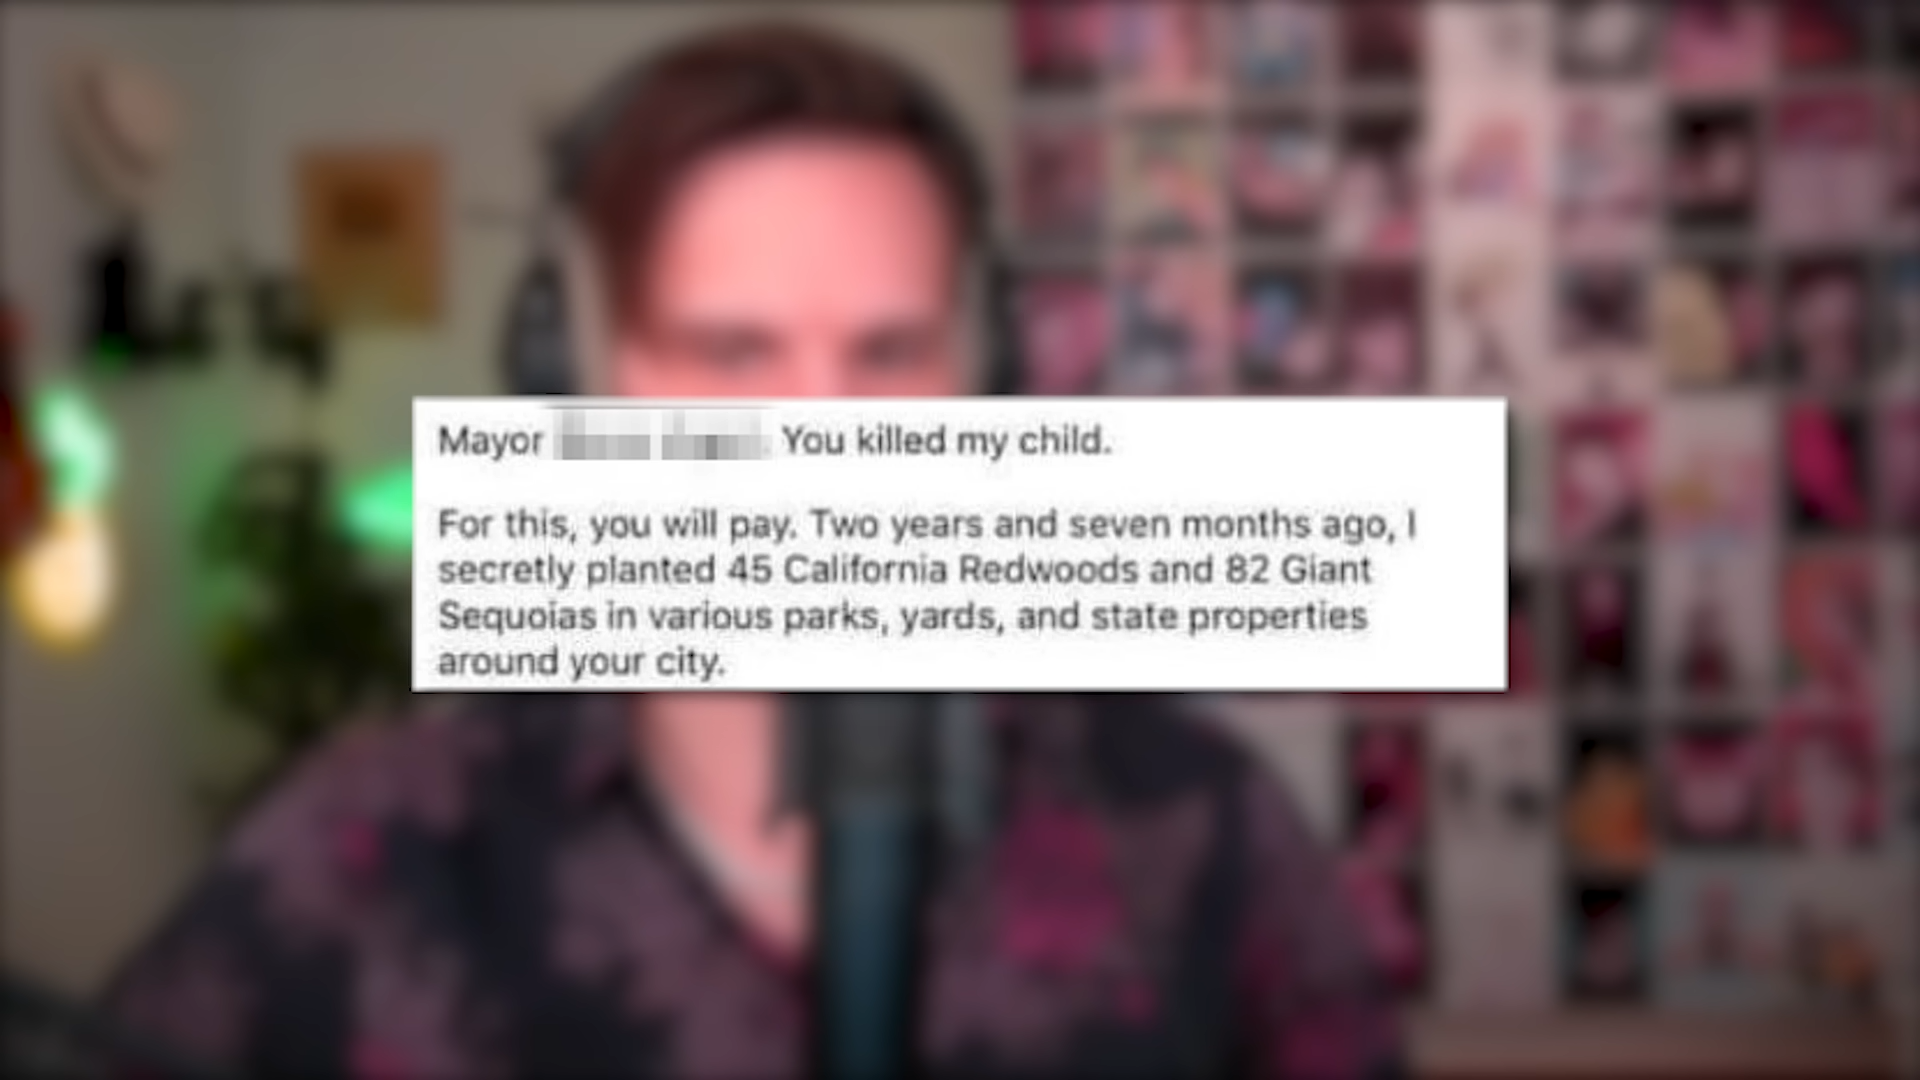 Mayor You killed my child.
For this, you will pay. Two years and seven months ago, I
secretly planted 45 California Redwoods and 82 Giant
Sequoias in various parks, yards, and state properties
around your city.